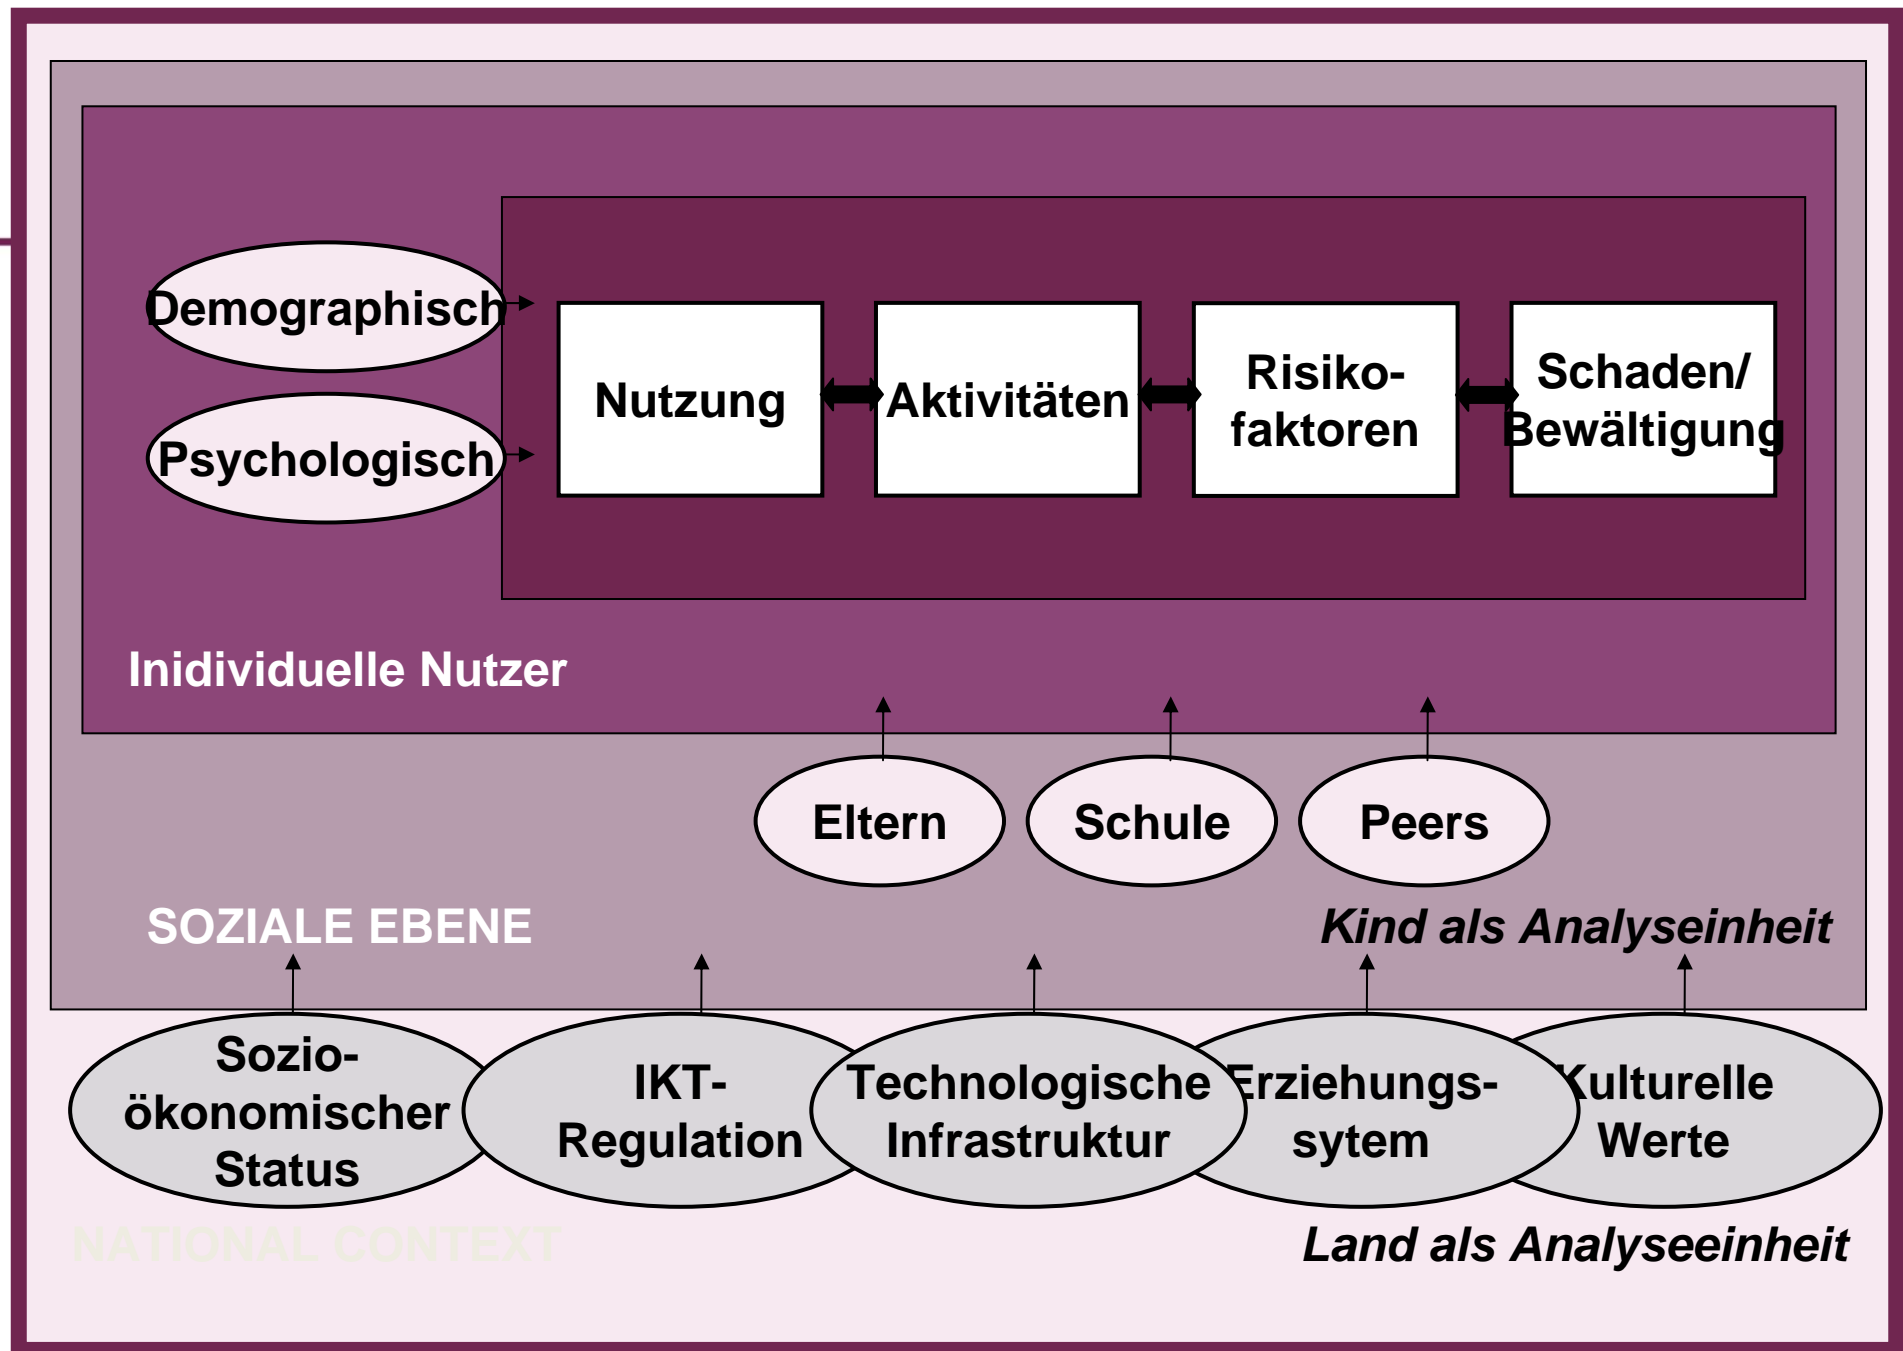 Demographisch
Psychologisch
Nutzung
Aktivitäten
Risiko-
faktoren
Schaden/
Bewältigung
Inidividuelle Nutzer
Eltern
Schule
Peers
SOZIALE EBENE
Kind als Analyseinheit
Sozio-
ökonomischer
Status
IKT-
Regulation
Technologische
Infrastruktur
Erziehungs-
sytem
Kulturelle
Werte
NATIONAL CONTEXT
Land als Analyseeinheit